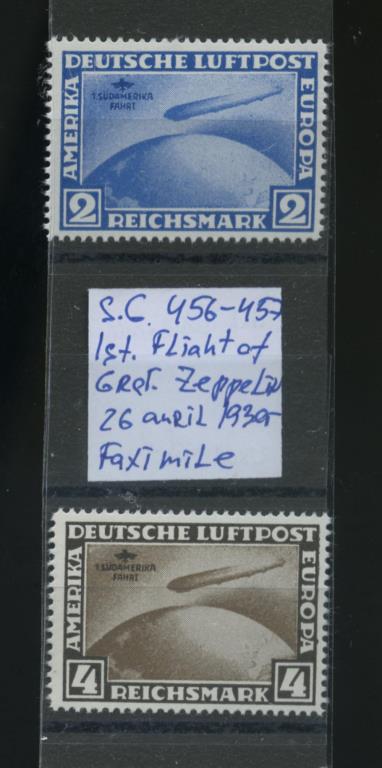 DEUTSCHE LUFTPOST
AMERIKA
EUROPA
1. SÜDAMERIKA
FAHRT
2 REICHSMARK 2
S.C. 456-457
1st. Flight of
Graf. Zeppelin
26 april 1930
Faximile
DEUTSCHE LUFTPOST
AMERIKA
EUROPA
1. SÜDAMERIKA
FAHRT
4 REICHSMARK 4